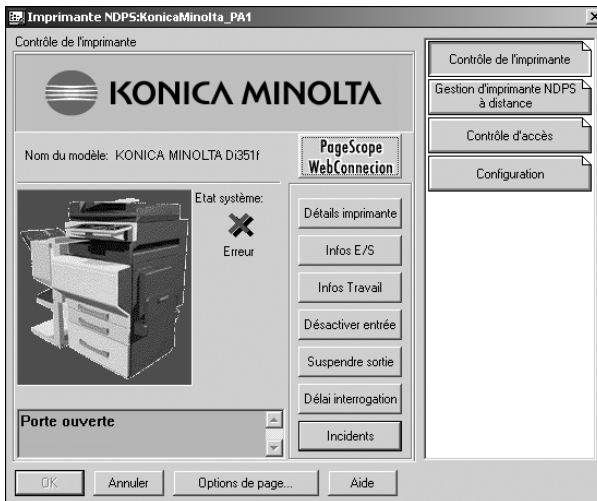 Imprimante NDPS:KonicaMinolta_PA1
Contrôle de l'imprimante
KONICA MINOLTA
Nom du modèle: KONICA MINOLTA Di351f
PageScope
WebConnecion
Etat système:
Erreur
Détails imprimante
Infos E/S
Infos Travail
Désactiver entrée
Suspendre sortie
Délai interrogation
Incidents
Porte ouverte
Contrôle de l'imprimante
Gestion d'imprimante NDPS
à distance
Contrôle d'accès
Configuration
OK
Annuler
Options de page...
Aide